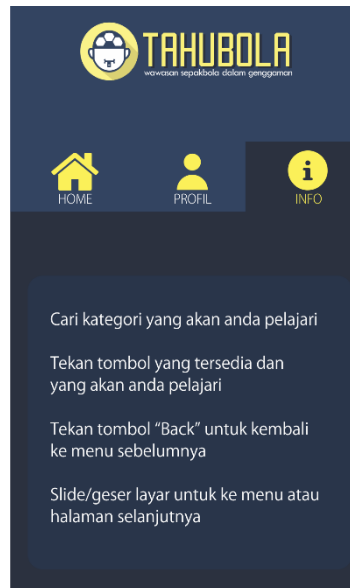 TAHUBOLA
wawasan sepakbola dalam genggaman
HOME
PROFIL
INFO
Cari kategori yang akan anda pelajari
Tekan tombol yang tersedia dan
yang akan anda pelajari
Tekan tombol “Back” untuk kembali
ke menu sebelumnya
Slide/geser layar untuk ke menu atau
halaman selanjutnya